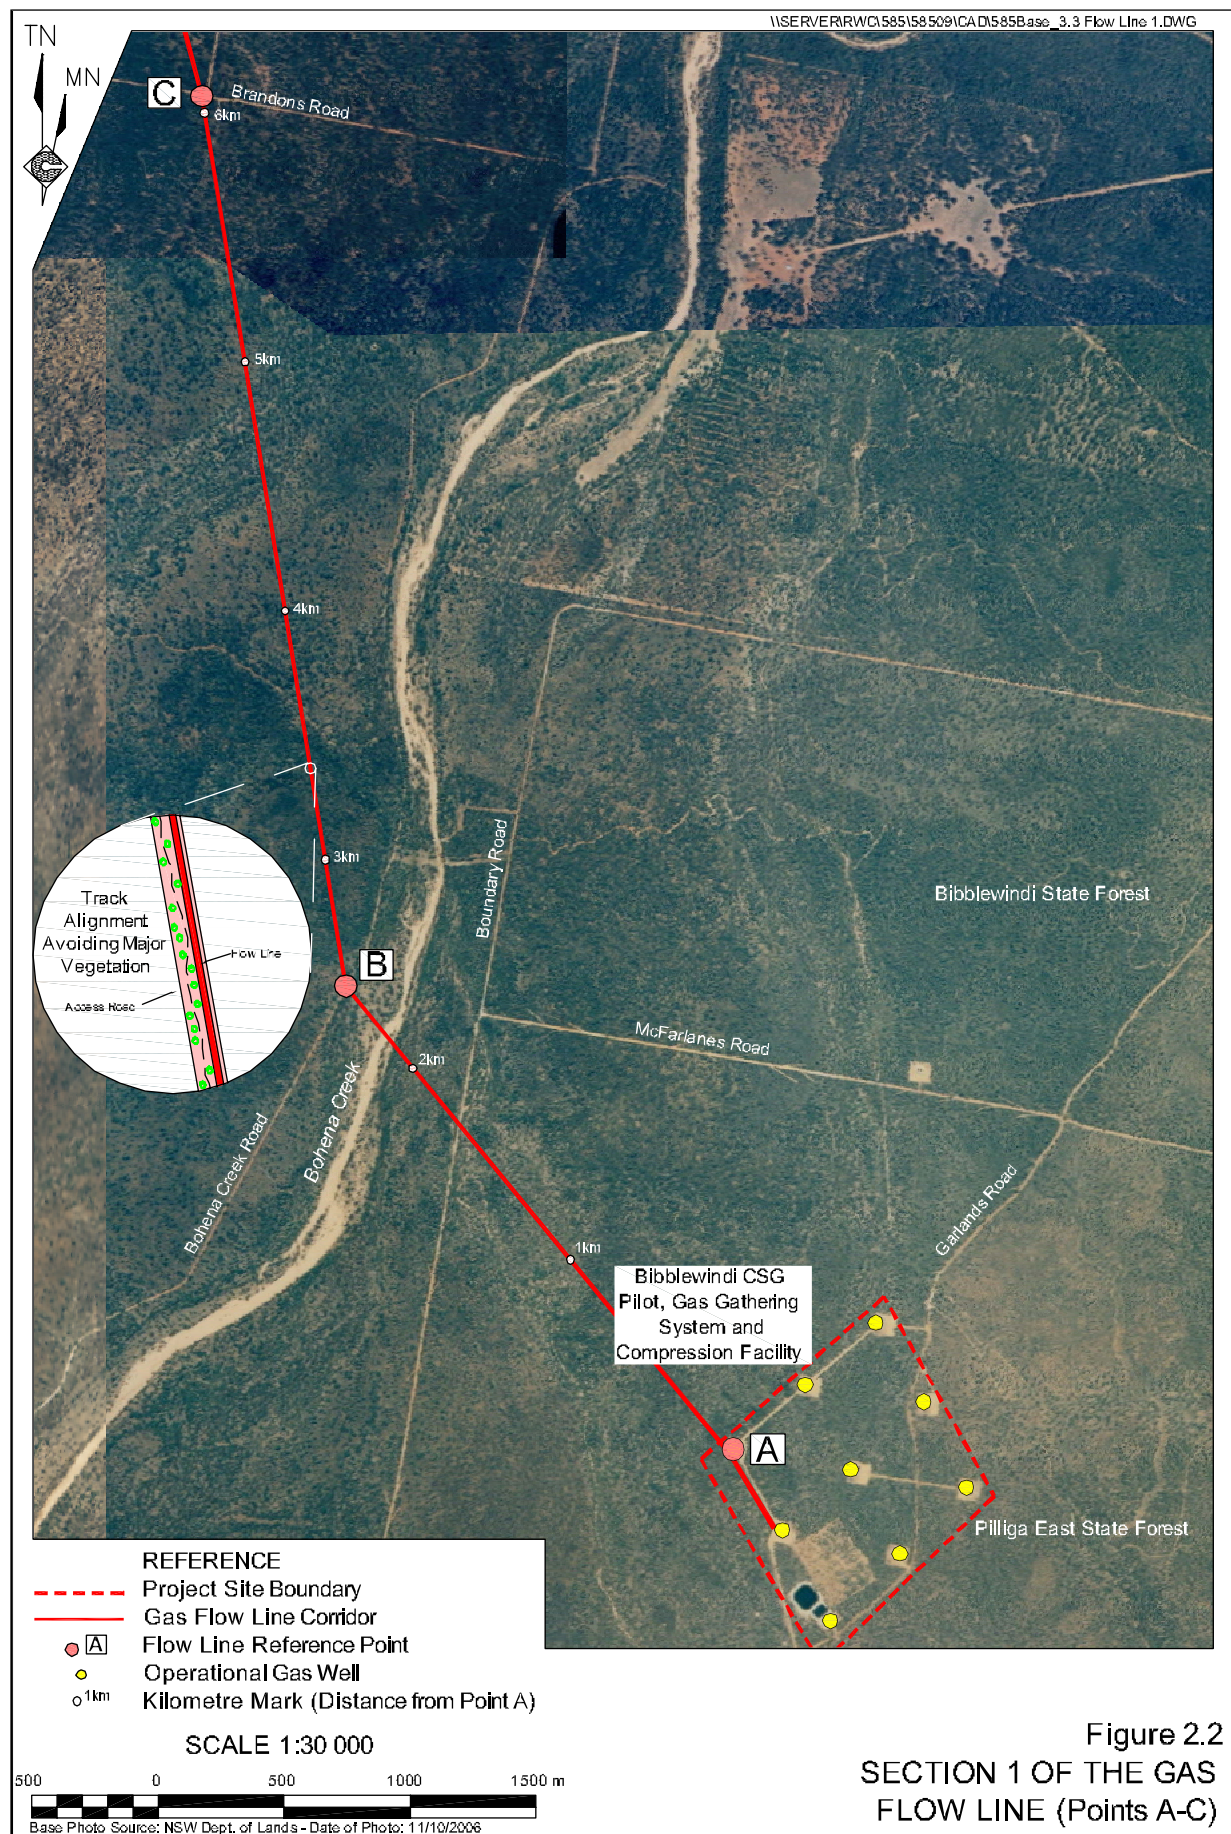 \\SERVER\RWC\585\58509\CAD\585Base_3.3 Flow Line 1.DWG
TN
MN
C
Brandons Road
6km
5km
4km
3km
Boundary Road
Bibblewindi State Forest
Track
Alignment
Avoiding Major
Vegetation
Flow Line
Access Road
B
McFarlanes Road
2km
Bohena Creek
Bohena Creek Road
Garlands Road
1km
Bibblewindi CSG
Pilot, Gas Gathering
System and
Compression Facility
A
Pilliga East State Forest
REFERENCE
Project Site Boundary
Gas Flow Line Corridor
A Flow Line Reference Point
Operational Gas Well
1km Kilometre Mark (Distance from Point A)
SCALE 1:30 000
500 0 500 1000 1500 m
Base Photo Source: NSW Dept. of Lands - Date of Photo: 11/10/2006
Figure 2.2
SECTION 1 OF THE GAS
FLOW LINE (Points A-C)